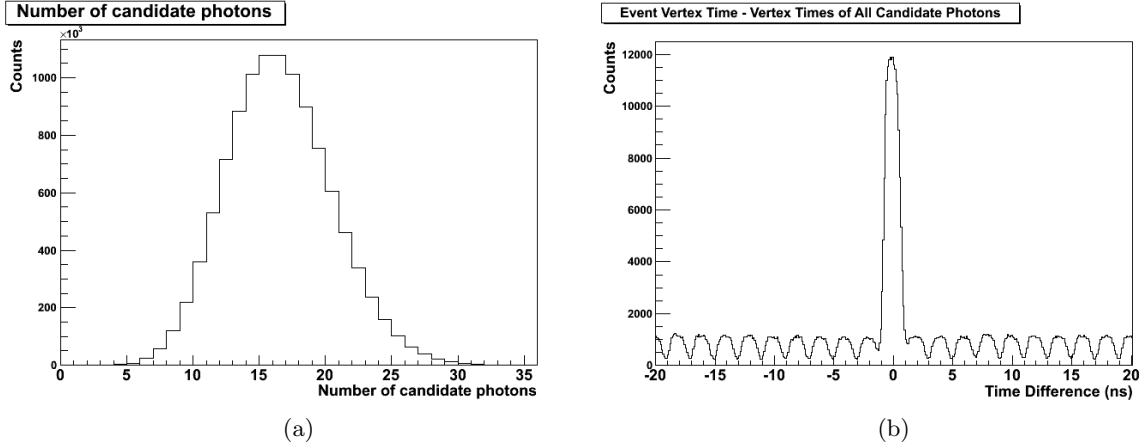 Number of candidate photons
×10³
Counts
1000
800
600
400
200
0
0 5 10 15 20 25 30 35
Number of candidate photons
(a)
Event Vertex Time - Vertex Times of All Candidate Photons
Counts
12000
10000
8000
6000
4000
2000
0
-20 -15 -10 -5 0 5 10 15 20
Time Difference (ns)
(b)